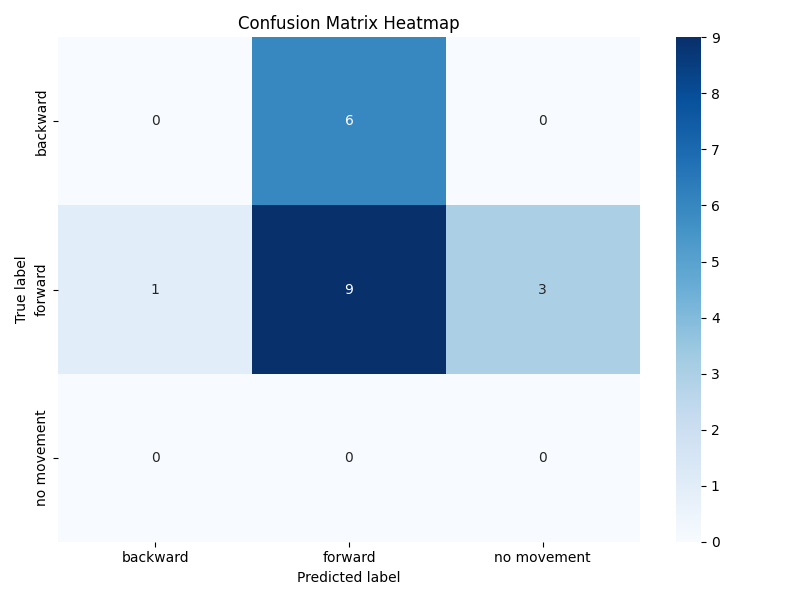 Confusion Matrix Heatmap
backward
0
6
0
True label
forward
1
9
3
no movement
0
0
0
backward
forward
no movement
Predicted label
9
8
7
6
5
4
3
2
1
0